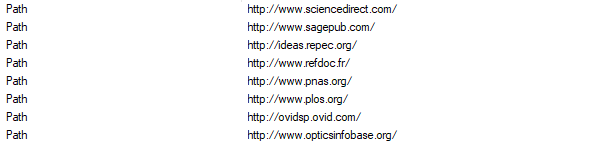 Path http://www.sciencedirect.com/
Path http://www.sagepub.com/
Path http://ideas.repec.org/
Path http://www.refdoc.fr/
Path http://www.pnas.org/
Path http://www.plos.org/
Path http://ovidsp.ovid.com/
Path http://www.opticsinfobase.org/